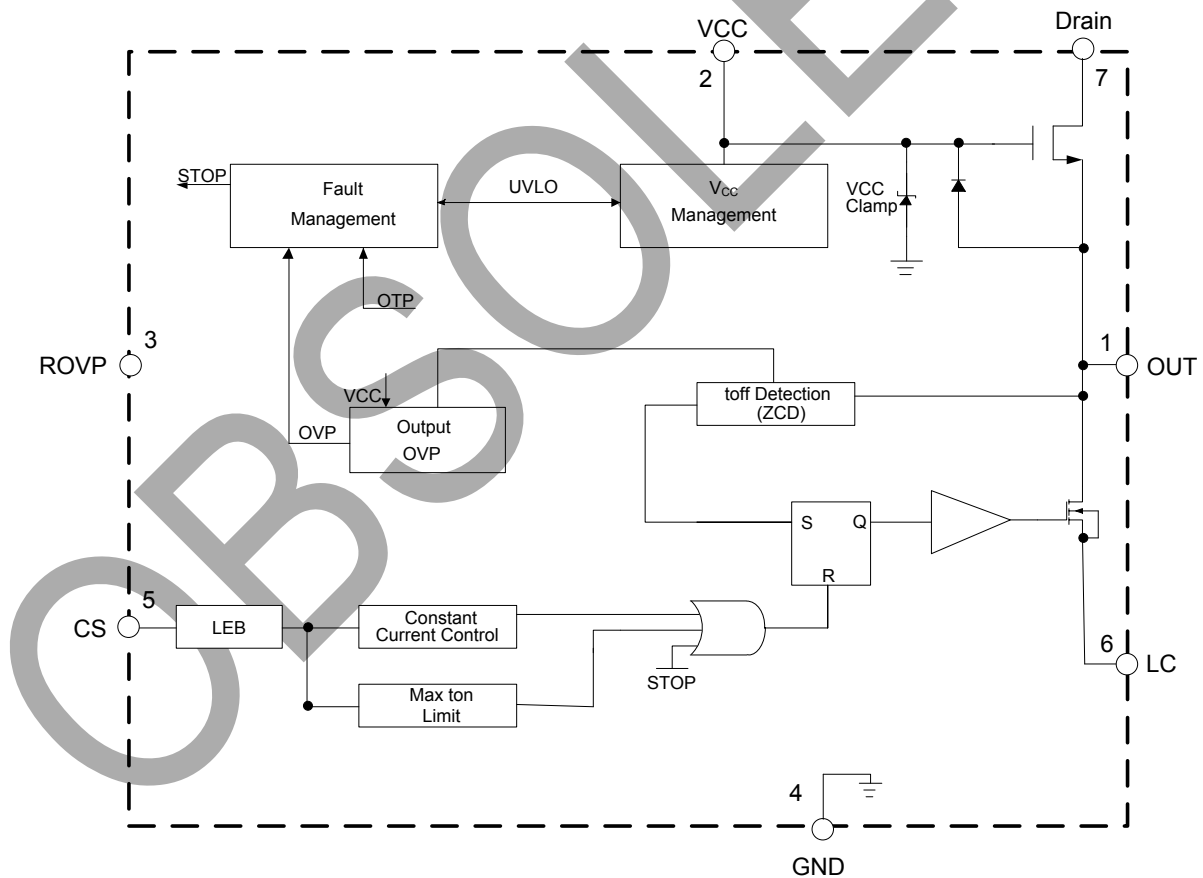 VCC
Drain
2
7
STOP
Fault
Management
UVLO
VCC
Management
VCC
Clamp
OTP
3
ROVP
1
OUT
VCC
toff Detection
(ZCD)
OVP
Output
OVP
S
Q
R
5
CS
LEB
Constant
Current Control
STOP
6
LC
Max ton
Limit
4
GND
OBSOLE